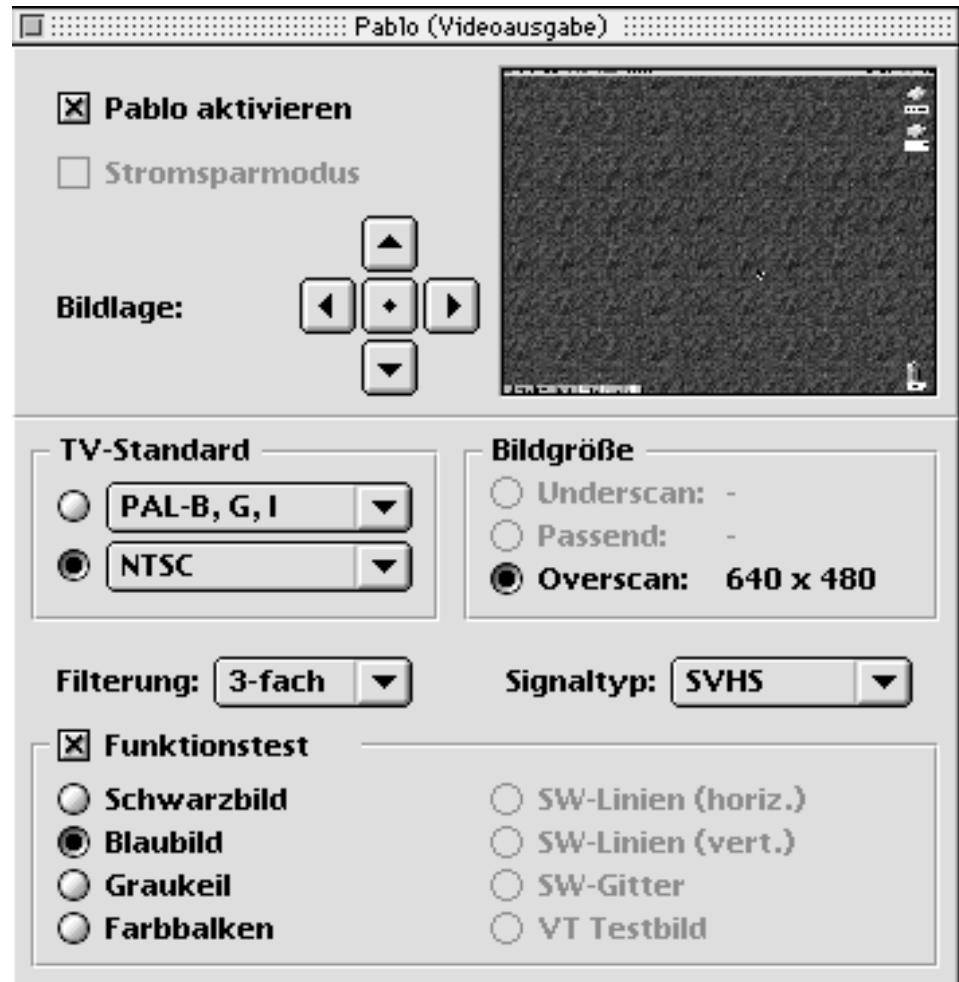 Pablo (Videoausgabe)
Pablo aktivieren
Stromsparmodus
Bildlage:
TV-Standard
PAL-B, G, I
NTSC
Bildgröße
Underscan: -
Passend: -
Overscan: 640 x 480
Filterung: 3-fach
Signaltyp: SVHS
Funktionstest
Schwarzbild
Blaubild
Graukeil
Farbbalken
SW-Linien (horiz.)
SW-Linien (vert.)
SW-Gitter
VT Testbild